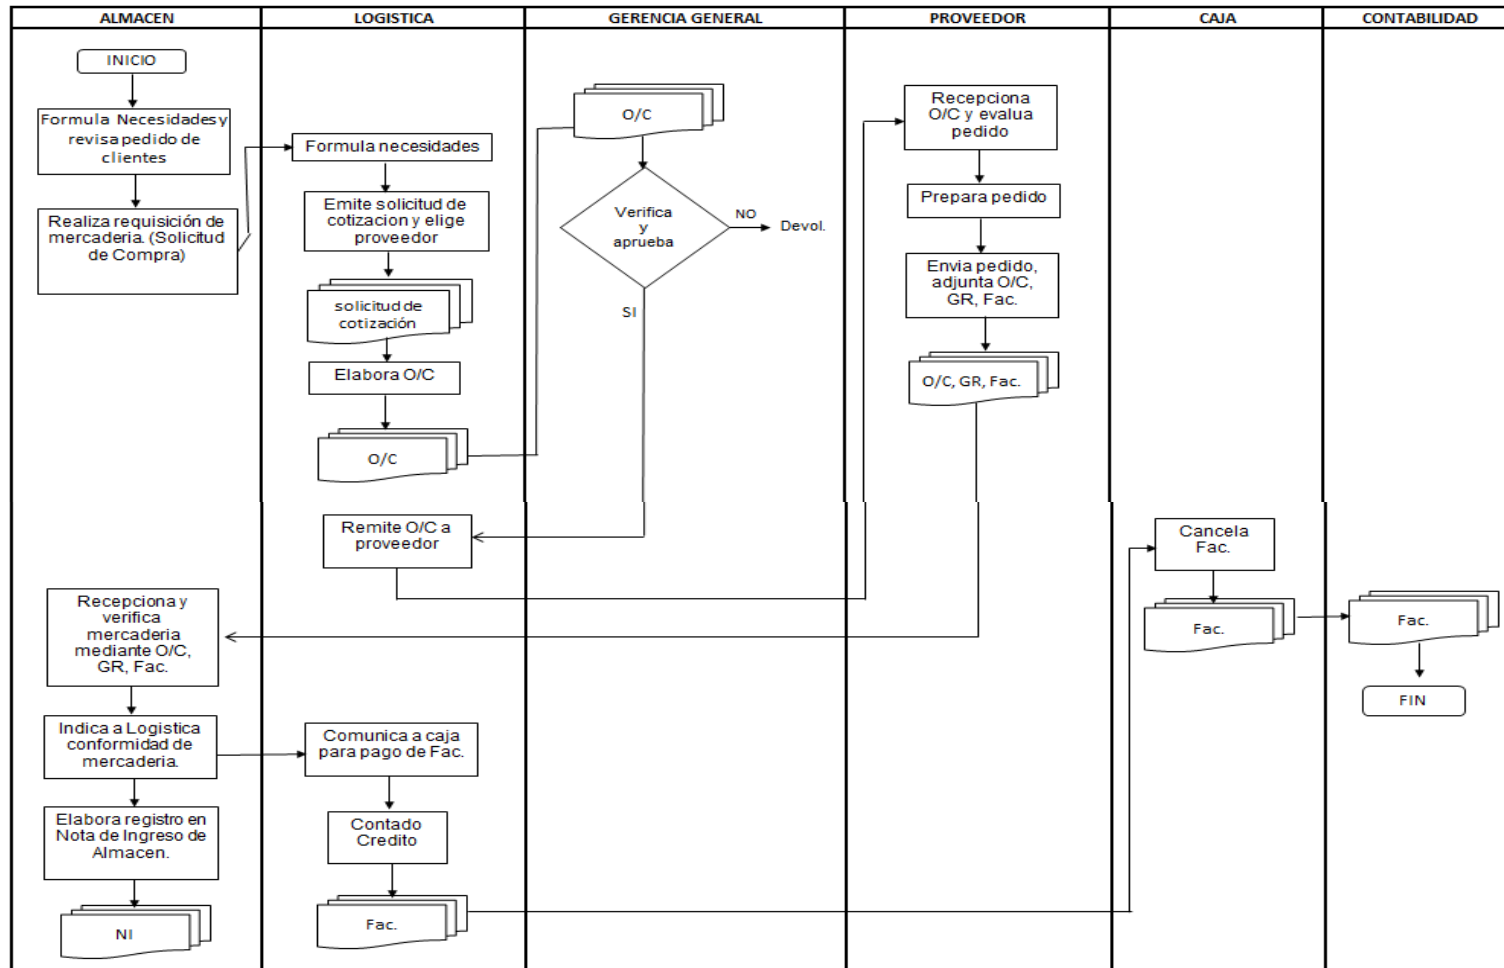 ALMACEN
LOGISTICA
GERENCIA GENERAL
PROVEEDOR
CAJA
CONTABILIDAD
INICIO
Formula Necesidades y
revisa pedido de
clientes
Realiza requisición de
mercaderia. (Solicitud
de Compra)
Formula necesidades
Emite solicitud de
cotizacion y elige
proveedor
solicitud de
cotización
Elabora O/C
O/C
O/C
Verifica
y
aprueba
NO
Devol.
SI
Recepciona
O/C y evalua
pedido
Prepara pedido
Envia pedido,
adjunta O/C,
GR, Fac.
O/C, GR, Fac.
Remite O/C a
proveedor
Recepciona y
verifica
mercaderia
mediante O/C,
GR, Fac.
Indica a Logistica
conformidad de
mercaderia.
Elabora registro en
Nota de Ingreso de
Almacen.
NI
Comunica a caja
para pago de Fac.
Contado
Credito
Fac.
Cancela
Fac.
Fac.
Fac.
FIN